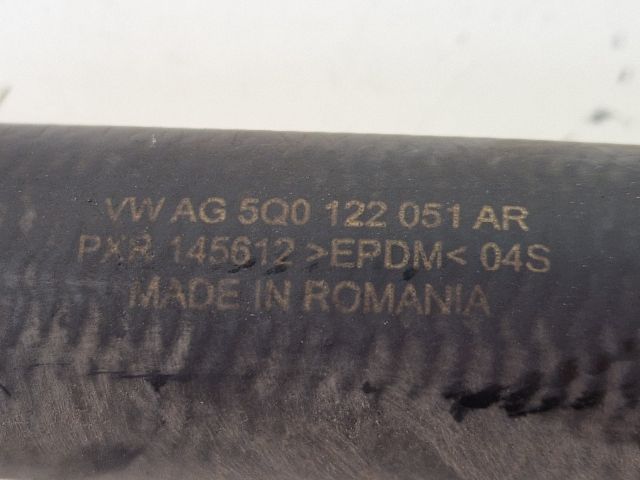 VW AG 5Q0 122 051 AR
PXR 145612 >EPDM< 04S
MADE IN ROMANIA